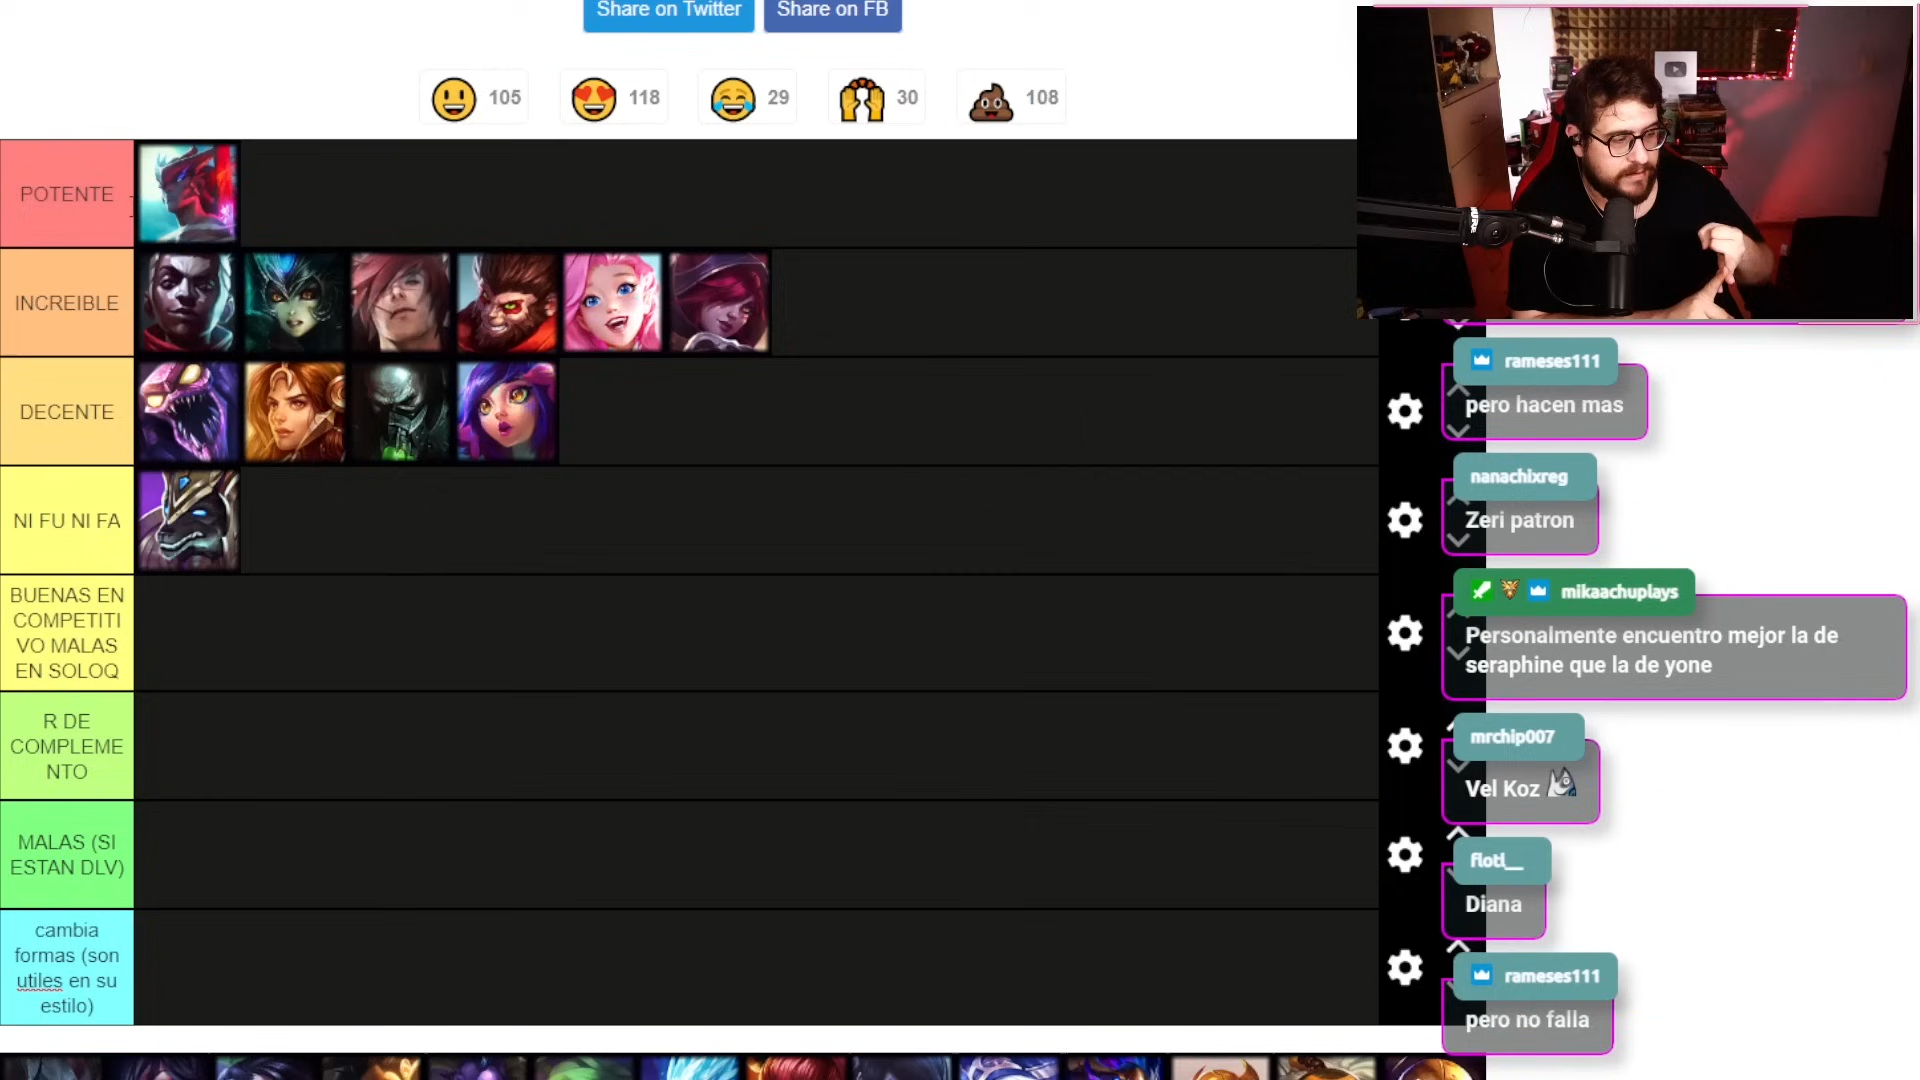 Share on Twitter
Share on FB
105
118
29
30
108
POTENTE
INCREIBLE
DECENTE
NI FU NI FA
BUENAS EN
COMPETITI
VO MALAS
EN SOLOQ
R DE
COMPLEME
NTO
MALAS (SI
ESTAN DLV)
cambia
formas (son
utiles en su
estilo)
rameses111
pero hacen mas
nanachixreg
Zeri patron
mikaachuplays
Personalmente encuentro mejor la de
seraphine que la de yone
mrchip007
Vel Koz
flotl__
Diana
rameses111
pero no falla